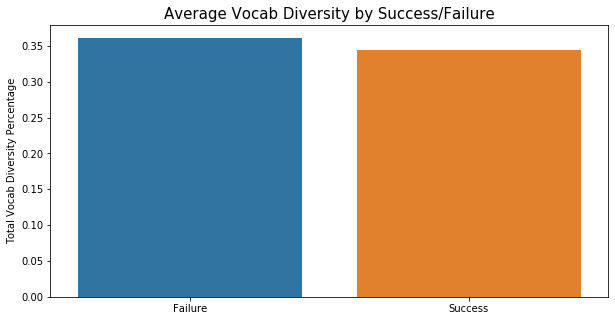 Average Vocab Diversity by Success/Failure
Total Vocab Diversity Percentage
0.35
0.30
0.25
0.20
0.15
0.10
0.05
0.00
Failure
Success